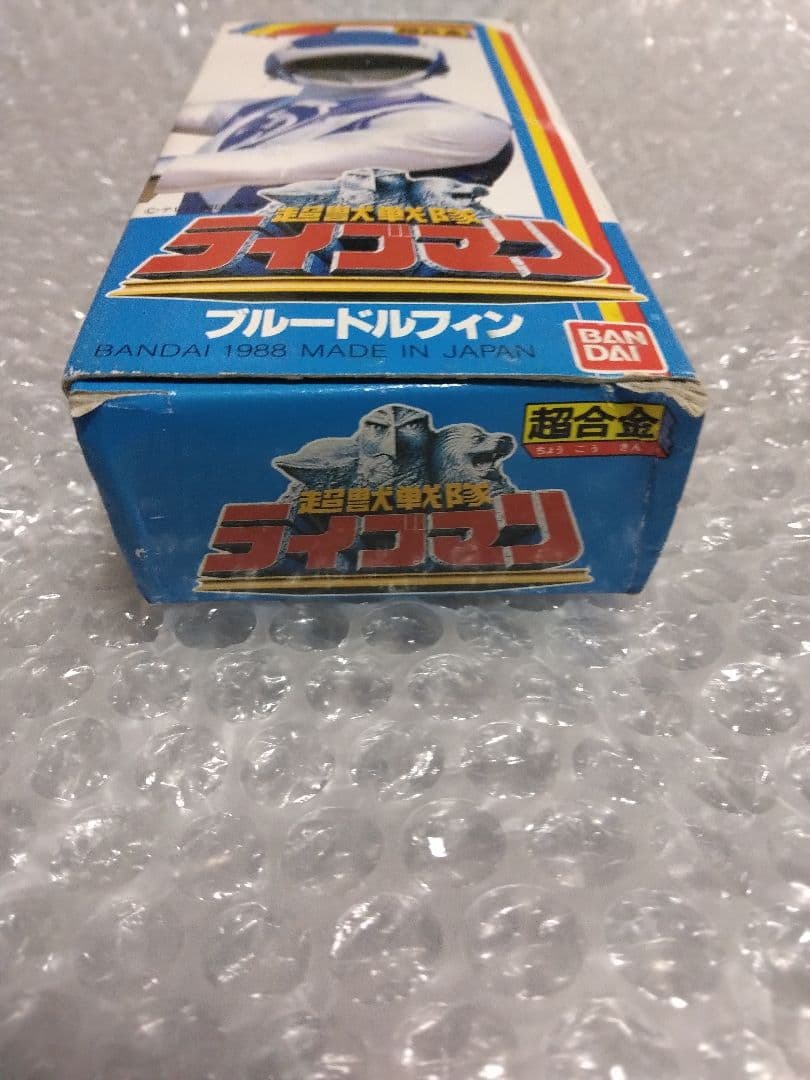 超獣戦隊
ライブマン
ブルードルフィン
BANDAI 1988 MADE IN JAPAN
BAN
DAI
超合金
ちょう ごう きん
超獣戦隊
ライブマン